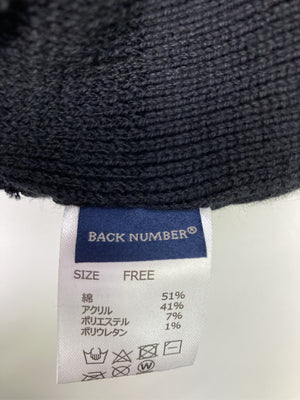 BACK NUMBER®
SIZE FREE
綿 51%
アクリル 41%
ポリエステル 7%
ポリウレタン 1%